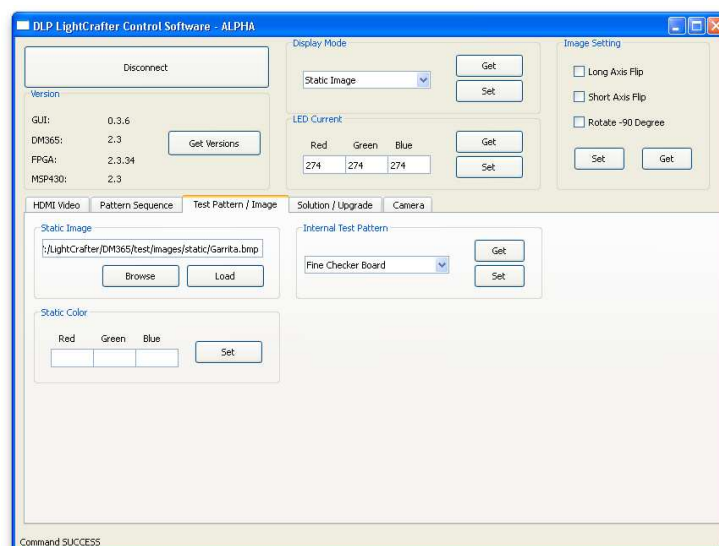 DLP LightCrafter Control Software - ALPHA
Disconnect
Version
GUI: 0.3.6
DM365: 2.3
FPGA: 2.3.34
MSP430: 2.3
Get Versions
Display Mode
Static Image
Get
Set
LED Current
Red Green Blue
274 274 274
Get
Set
Image Setting
Long Axis Flip
Short Axis Flip
Rotate -90 Degree
Set Get
HDMI Video Pattern Sequence Test Pattern / Image Solution / Upgrade Camera
Static Image
:/LightCrafter/DM365/test/images/static/Garrita.bmp
Browse Load
Internal Test Pattern
Fine Checker Board
Get
Set
Static Color
Red Green Blue
Set
Command SUCCESS